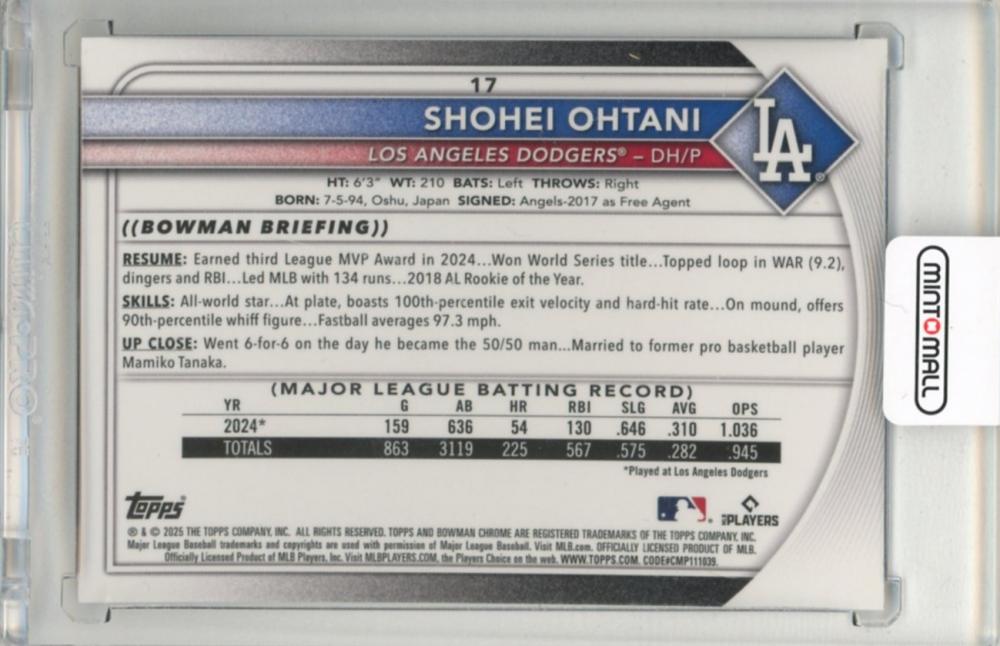 17
SHOHEI OHTANI
LA®
LOS ANGELES DODGERS® – DH/P
HT: 6'3" WT: 210 BATS: Left THROWS: Right
BORN: 7-5-94, Oshu, Japan SIGNED: Angels-2017 as Free Agent
((BOWMAN BRIEFING))
RESUME: Earned third League MVP Award in 2024...Won World Series title...Topped loop in WAR (9.2),
dingers and RBI...Led MLB with 134 runs...2018 AL Rookie of the Year.
SKILLS: All-world star...At plate, boasts 100th-percentile exit velocity and hard-hit rate...On mound, offers
90th-percentile whiff figure...Fastball averages 97.3 mph.
UP CLOSE: Went 6-for-6 on the day he became the 50/50 man...Married to former pro basketball player
Mamiko Tanaka.
(MAJOR LEAGUE BATTING RECORD)
YR G AB HR RBI SLG AVG OPS
2024* 159 636 54 130 .646 .310 1.036
TOTALS 863 3119 225 567 .575 .282 .945
*Played at Los Angeles Dodgers
Topps®
PLAYERS
® & © 2025 THE TOPPS COMPANY, INC. ALL RIGHTS RESERVED. TOPPS AND BOWMAN CHROME ARE REGISTERED TRADEMARKS OF THE TOPPS COMPANY, INC.
Major League Baseball trademarks and copyrights are used with permission of Major League Baseball. Visit MLB.com. OFFICIALLY LICENSED PRODUCT OF MLB.
Officially Licensed Product of MLB Players, Inc. Visit MLBPLAYERS.COM, the Players Choice on the web. WWW.TOPPS.COM. CODE#CMP111039.
MINTOMALL